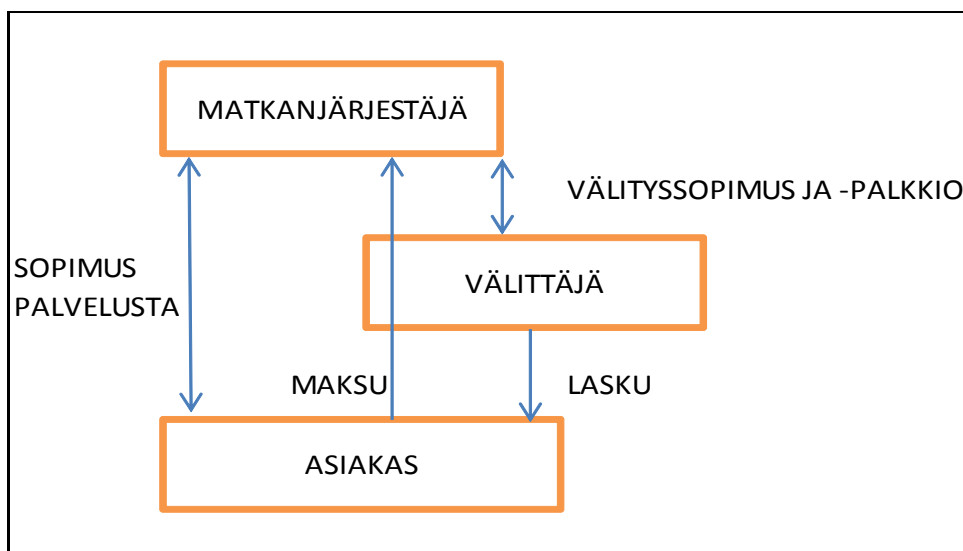 MATKANJÄRJESTÄJÄ
VÄLITYSSOPIMUS JA -PALKKIO
SOPIMUS
PALVELUSTA
VÄLITTÄJÄ
MAKSU
LASKU
ASIAKAS